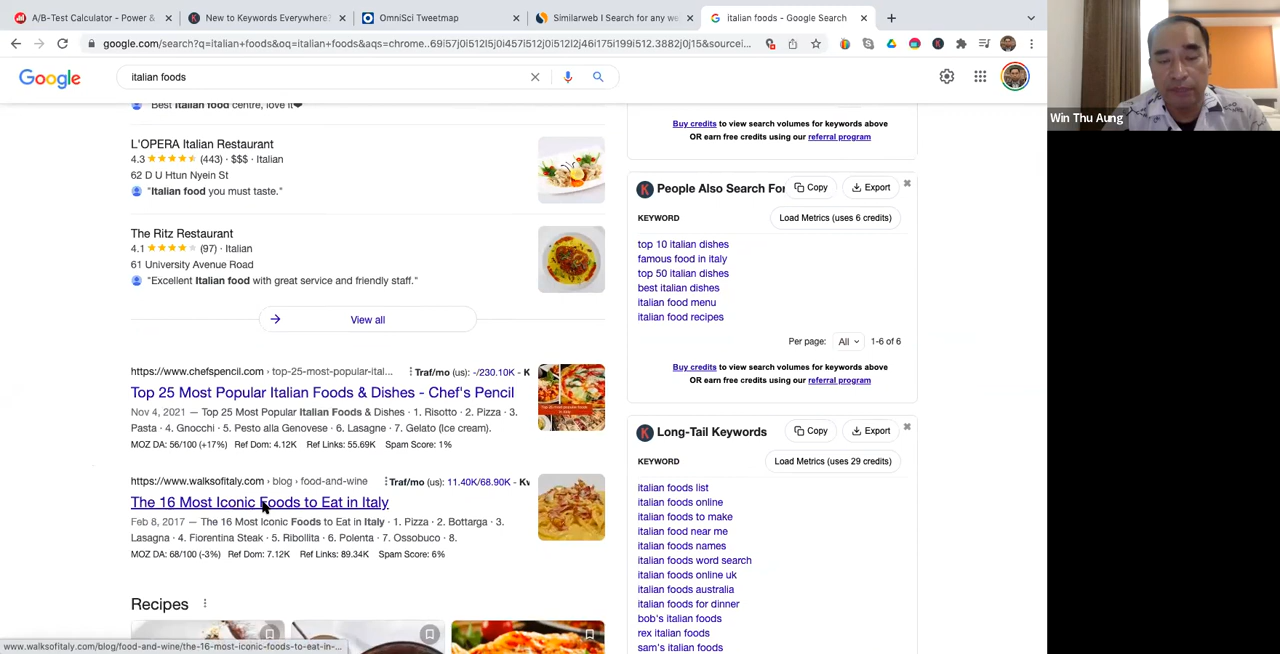 A/B-Test Calculator - Power &
New to Keywords Everywhere?
OmniSci Tweetmap
Similarweb | Search for any we
italian foods - Google Search
google.com/search?q=italian+foods&oq=italian+foods&aqs=chrome..69i57j0i512l5j0i457i512j0i512l2j46i175i199i512.3882j0j15&sourcei...
Google
italian foods
Win Thu Aung
"Best Italian food centre, love it❤
L'OPERA Italian Restaurant
4.3 (443) · $$$ · Italian
62 D U Htun Nyein St
"Italian food you must taste."
The Ritz Restaurant
4.1 (97) · Italian
61 University Avenue Road
"Excellent Italian food with great service and friendly staff."
View all
https://www.chefspencil.com › top-25-most-popular-ital...
Traf/mo (us): -/230.10K - K
Top 25 Most Popular Italian Foods & Dishes - Chef's Pencil
Nov 4, 2021 — Top 25 Most Popular Italian Foods & Dishes · 1. Risotto · 2. Pizza · 3.
Pasta · 4. Gnocchi · 5. Pesto alla Genovese · 6. Lasagne · 7. Gelato (Ice cream).
MOZ DA: 56/100 (+17%) Ref Dom: 4.12K Ref Links: 55.69K Spam Score: 1%
https://www.walksofitaly.com › blog › food-and-wine
Traf/mo (us): 11.40K/68.90K - Kw
The 16 Most Iconic Foods to Eat in Italy
Feb 8, 2017 — The 16 Most Iconic Foods to Eat in Italy · 1. Pizza · 2. Bottarga · 3.
Lasagna · 4. Fiorentina Steak · 5. Ribollita · 6. Polenta · 7. Ossobuco · 8.
MOZ DA: 68/100 (-3%) Ref Dom: 7.12K Ref Links: 89.34K Spam Score: 6%
Recipes
www.walksofitaly.com/blog/food-and-wine/the-16-most-iconic-foods-to-eat-in-...
Buy credits to view search volumes for keywords above
OR earn free credits using our referral program
K People Also Search For
Copy
Export
KEYWORD
Load Metrics (uses 6 credits)
top 10 italian dishes
famous food in italy
top 50 italian dishes
best italian dishes
italian food menu
italian food recipes
Per page: All 1-6 of 6
Buy credits to view search volumes for keywords above
OR earn free credits using our referral program
K Long-Tail Keywords
Copy
Export
KEYWORD
Load Metrics (uses 29 credits)
italian foods list
italian foods online
italian foods to make
italian food near me
italian foods names
italian foods word search
italian foods online uk
italian foods australia
italian foods for dinner
bob's italian foods
rex italian foods
sam's italian foods